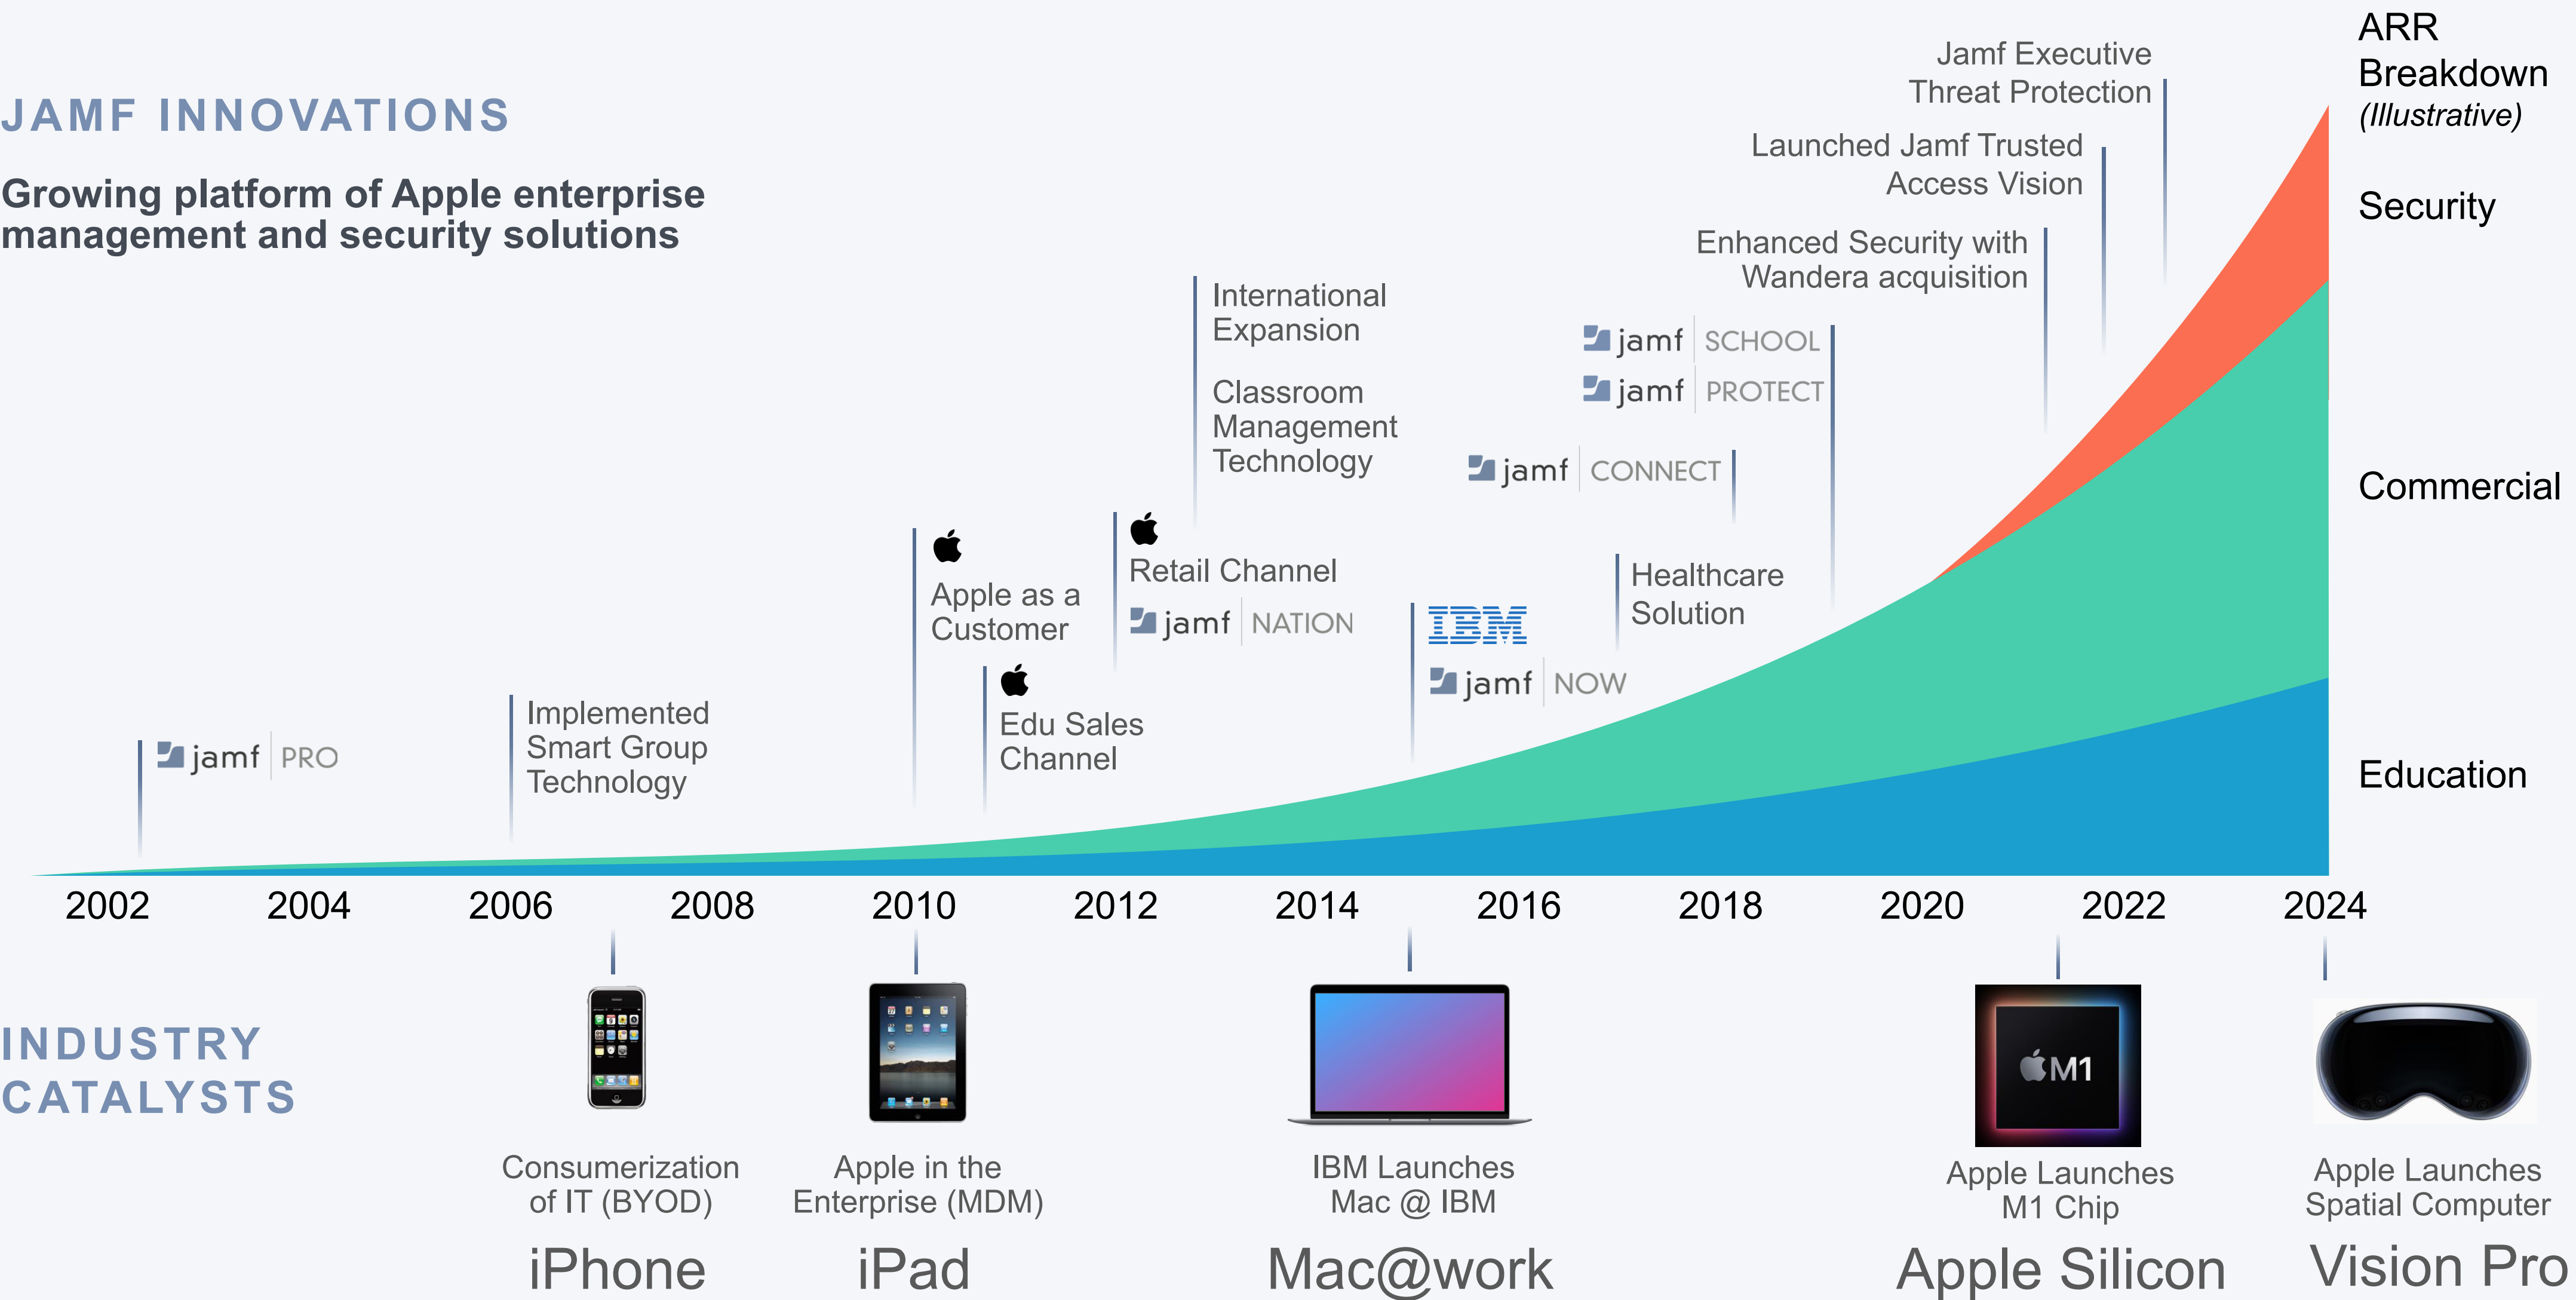 JAMF INNOVATIONS
Growing platform of Apple enterprise
management and security solutions
jamf PRO
Implemented
Smart Group
Technology
Apple as a
Customer
Edu Sales
Channel
Retail Channel
jamf NATION
International
Expansion
Classroom
Management
Technology
IBM
jamf NOW
Healthcare
Solution
jamf CONNECT
jamf SCHOOL
jamf PROTECT
Enhanced Security with
Wandera acquisition
Launched Jamf Trusted
Access Vision
Jamf Executive
Threat Protection
ARR
Breakdown
(Illustrative)
Security
Commercial
Education
2002 2004 2006 2008 2010 2012 2014 2016 2018 2020 2022 2024
INDUSTRY
CATALYSTS
Consumerization
of IT (BYOD)
iPhone
Apple in the
Enterprise (MDM)
iPad
IBM Launches
Mac @ IBM
Mac@work
M1
Apple Launches
M1 Chip
Apple Silicon
Apple Launches
Spatial Computer
Vision Pro